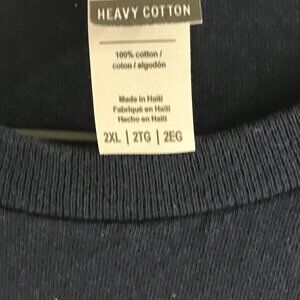 HEAVY COTTON
100% cotton /
coton / algodón
Made in Haiti
Fabriqué en Haïti
Hecho en Haití
2XL | 2TG | 2EG